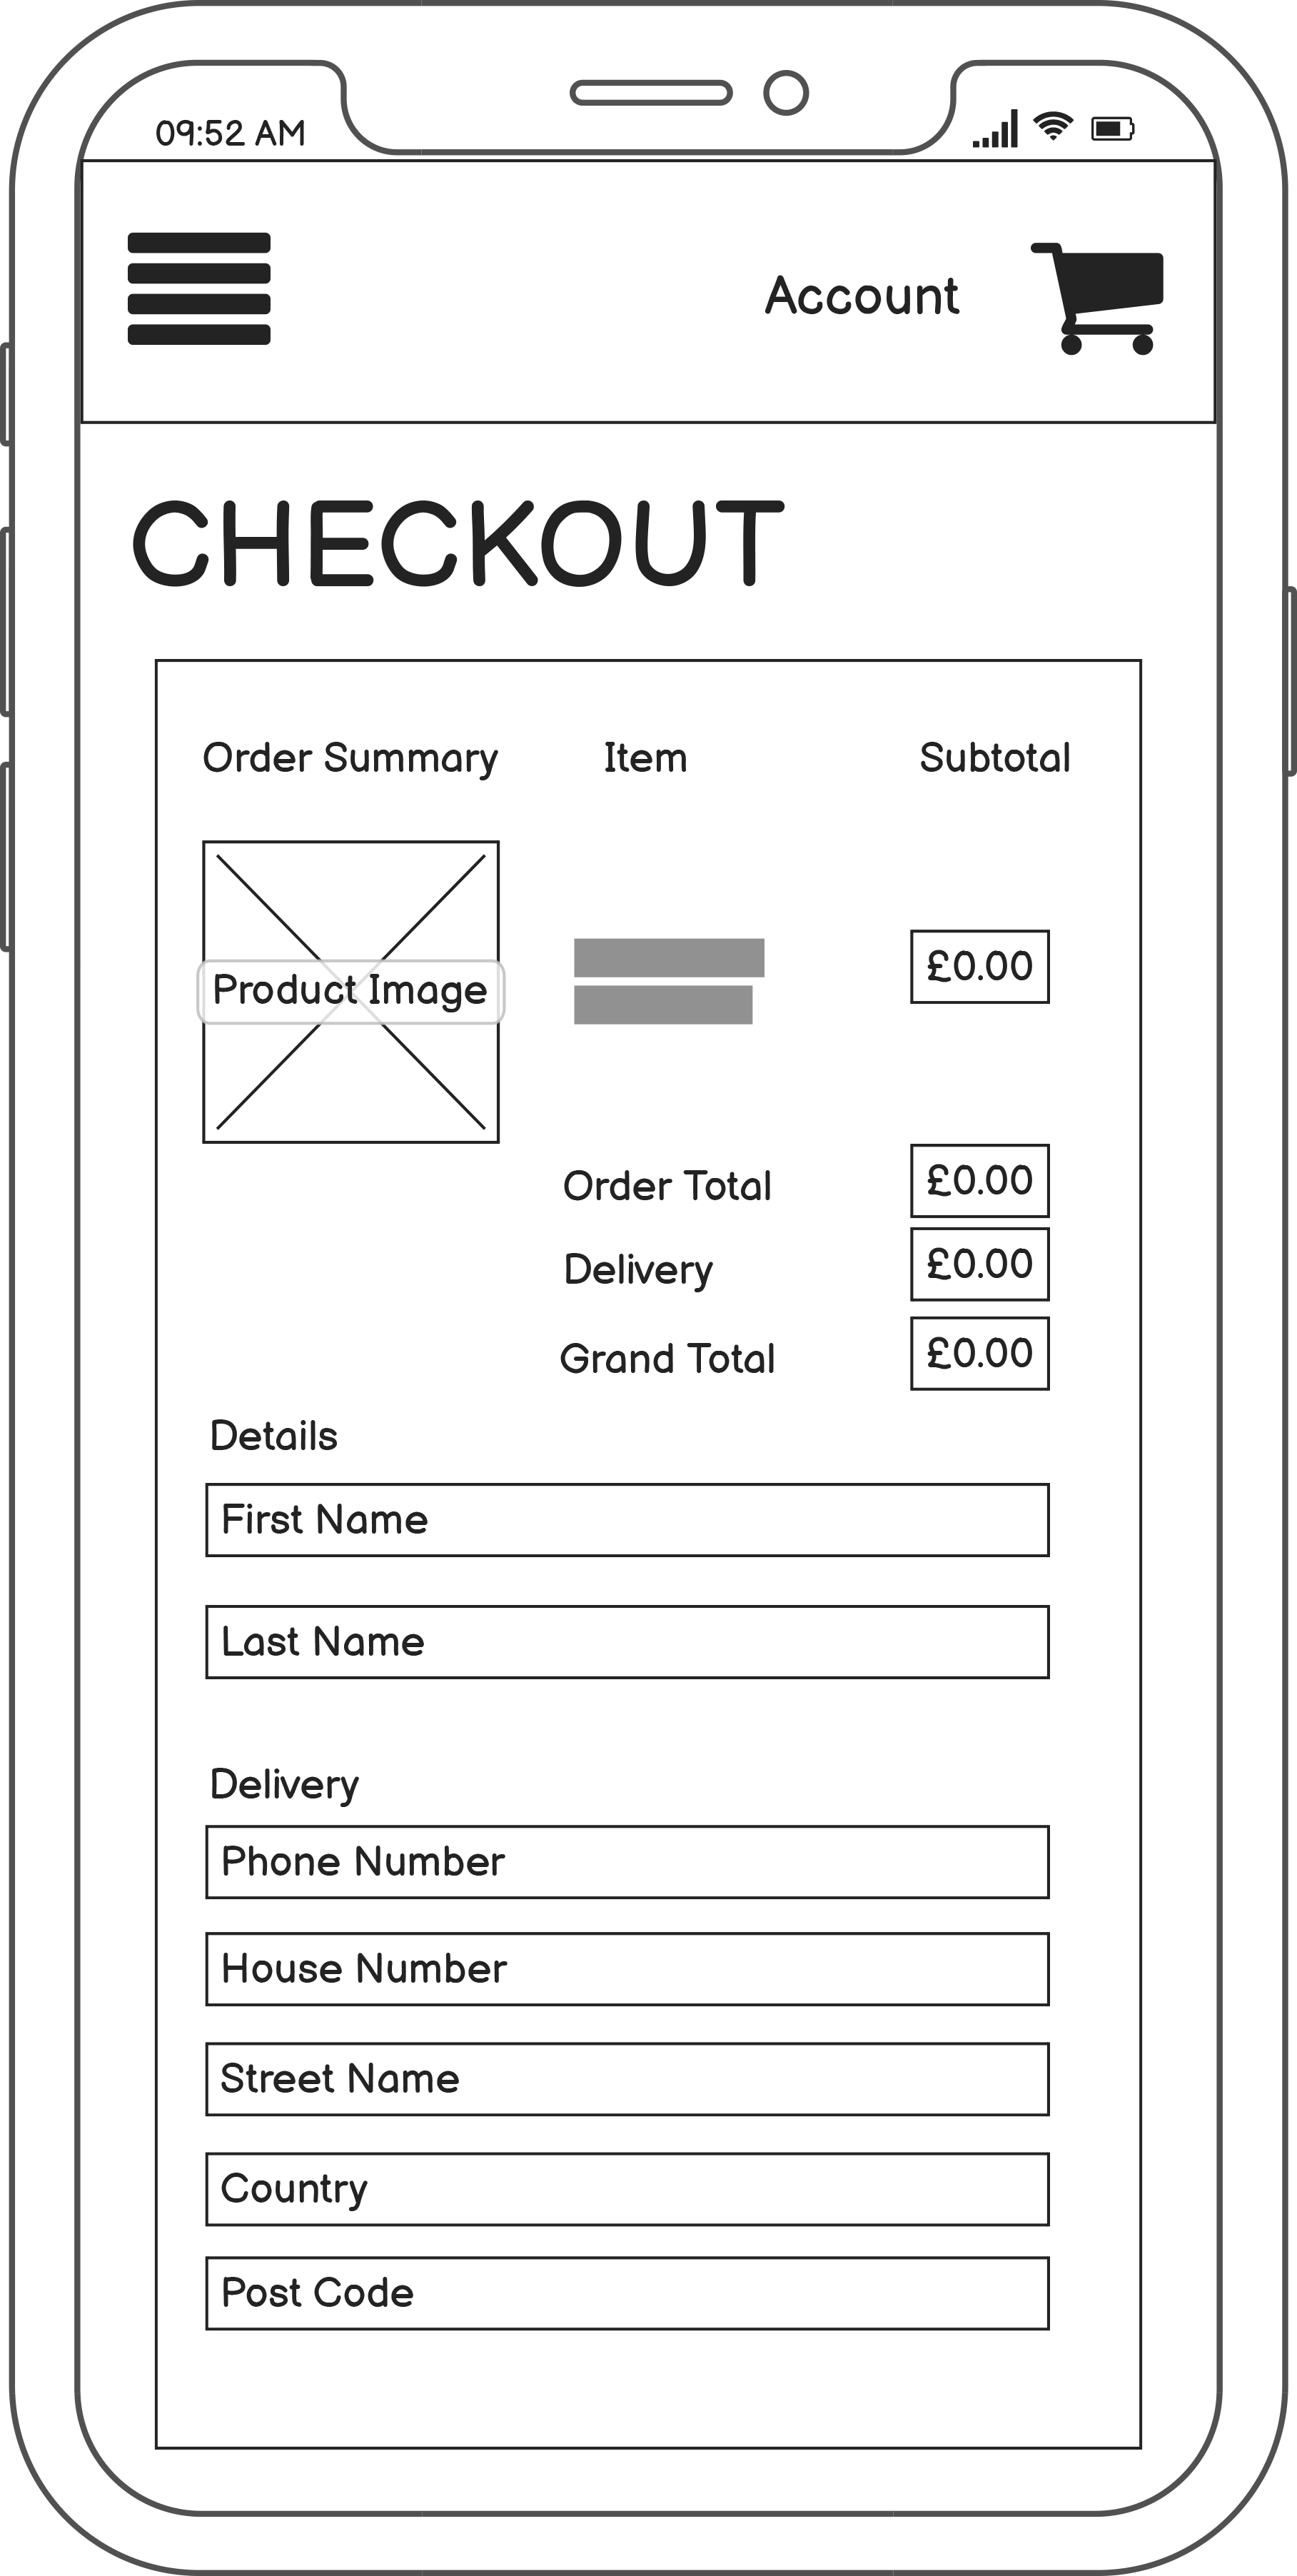 09:52 AM
Account
CHECKOUT
Order Summary Item Subtotal
Product Image
£0.00
Order Total £0.00
Delivery £0.00
Grand Total £0.00
Details
First Name
Last Name
Delivery
Phone Number
House Number
Street Name
Country
Post Code